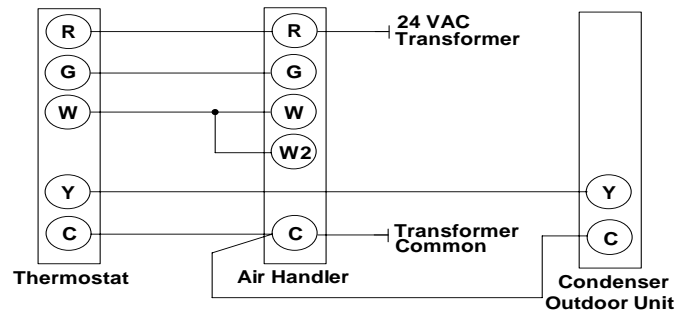 R R 24 VAC
Transformer
G G
W W
W2
Y Y
C C Transformer
Common C
Thermostat Air Handler Condenser
Outdoor Unit